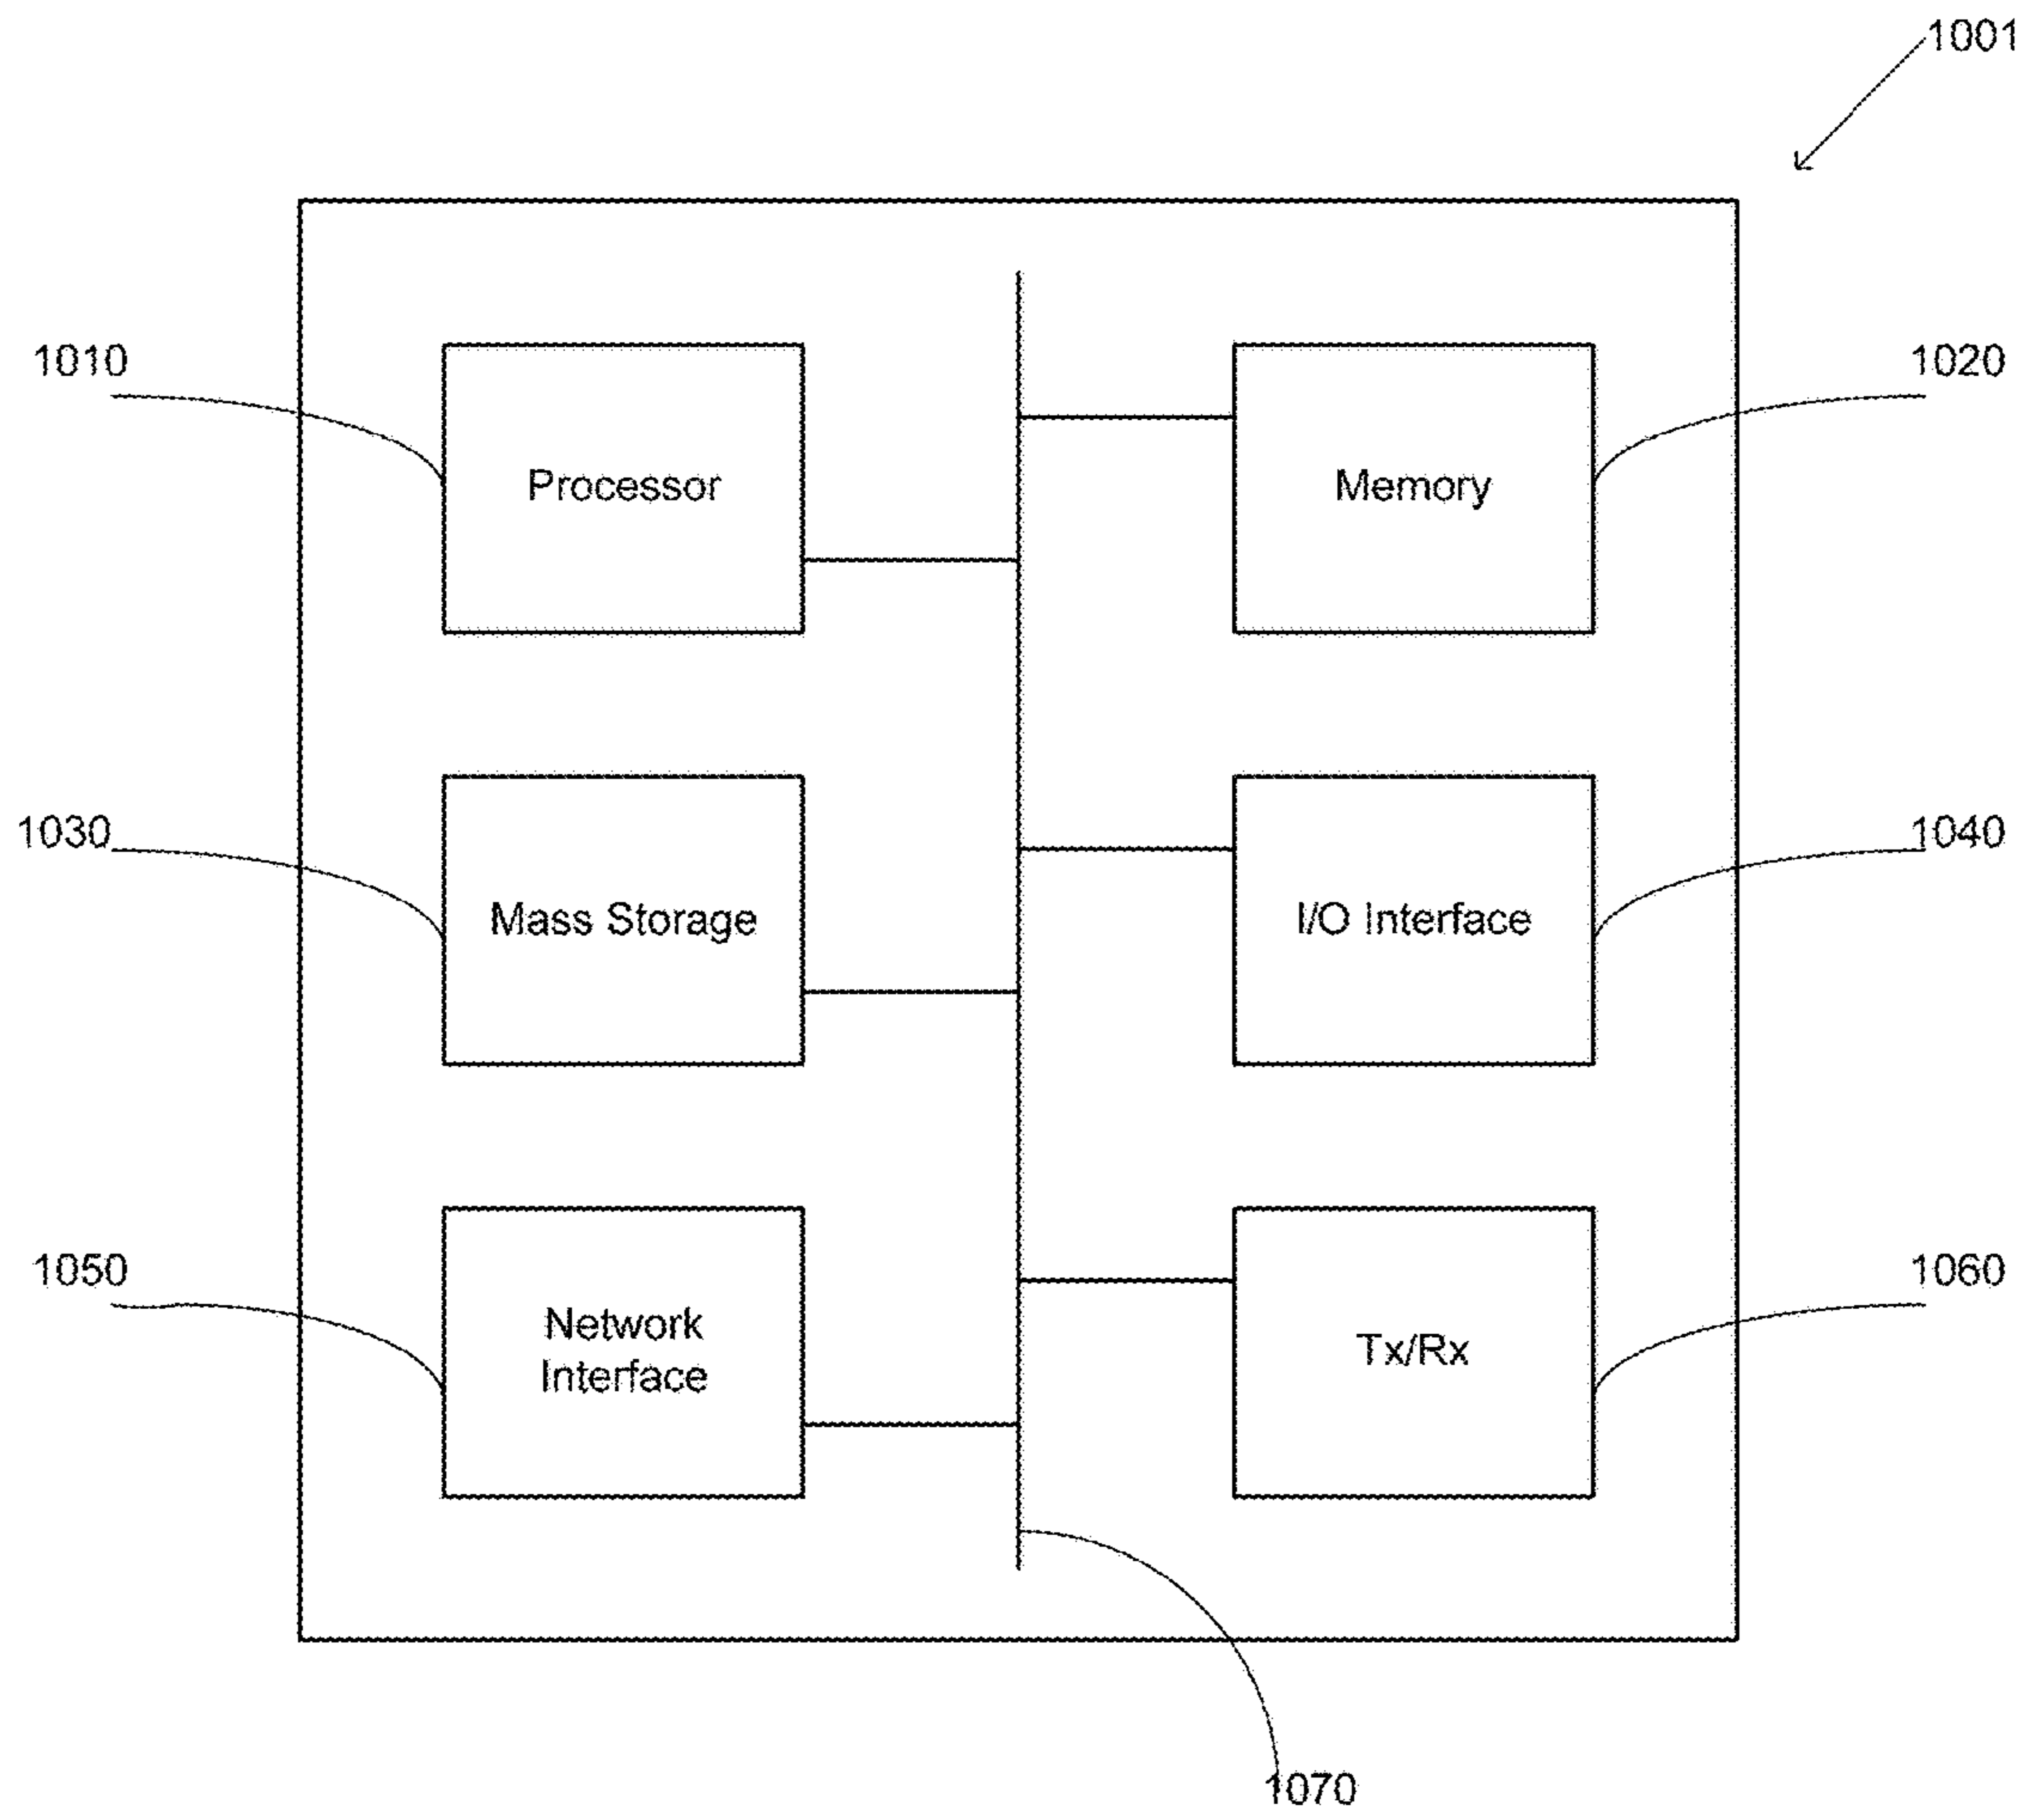 1001
1010
1020
Processor
Memory
1030
1040
Mass Storage
I/O Interface
1050
1060
Network
Interface
Tx/Rx
1070